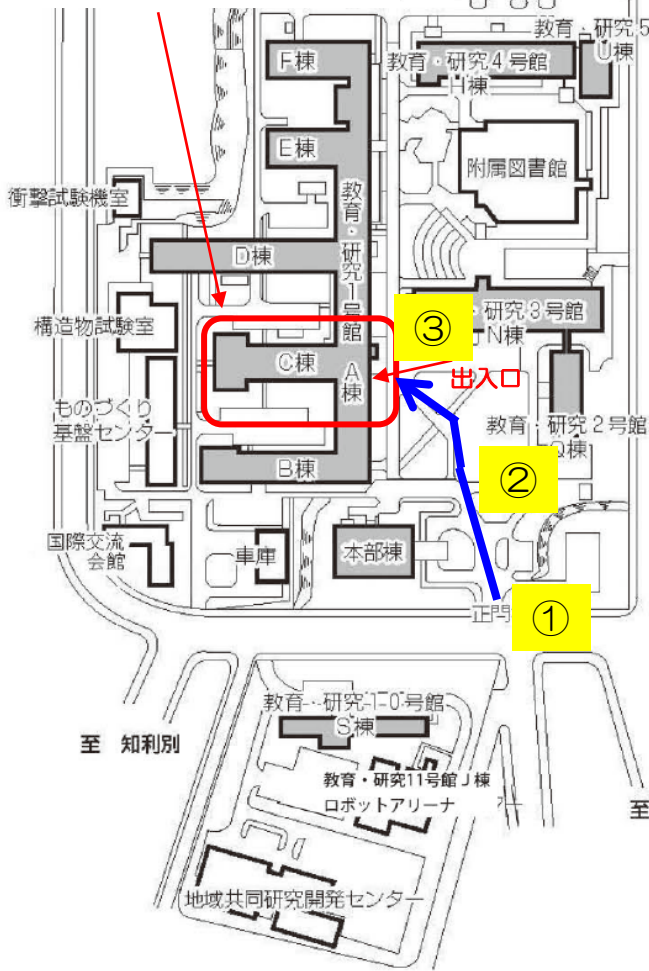 教育・研究5
U棟
F棟
教育・研究4号館
H棟
E棟
附属図書館
衝撃試験機室
教育・研究1号館
D棟
構造物試験室
③
・研究3号館
N棟
C棟
A棟
出入口
ものづくり
基盤センター
教育・研究2号館
Q棟
B棟
②
国際交流
会館
車庫
本部棟
正門
①
教育・研究10号館
S棟
至 知利別
教育・研究11号館J棟
ロボットアリーナ
至
地域共同研究開発センター